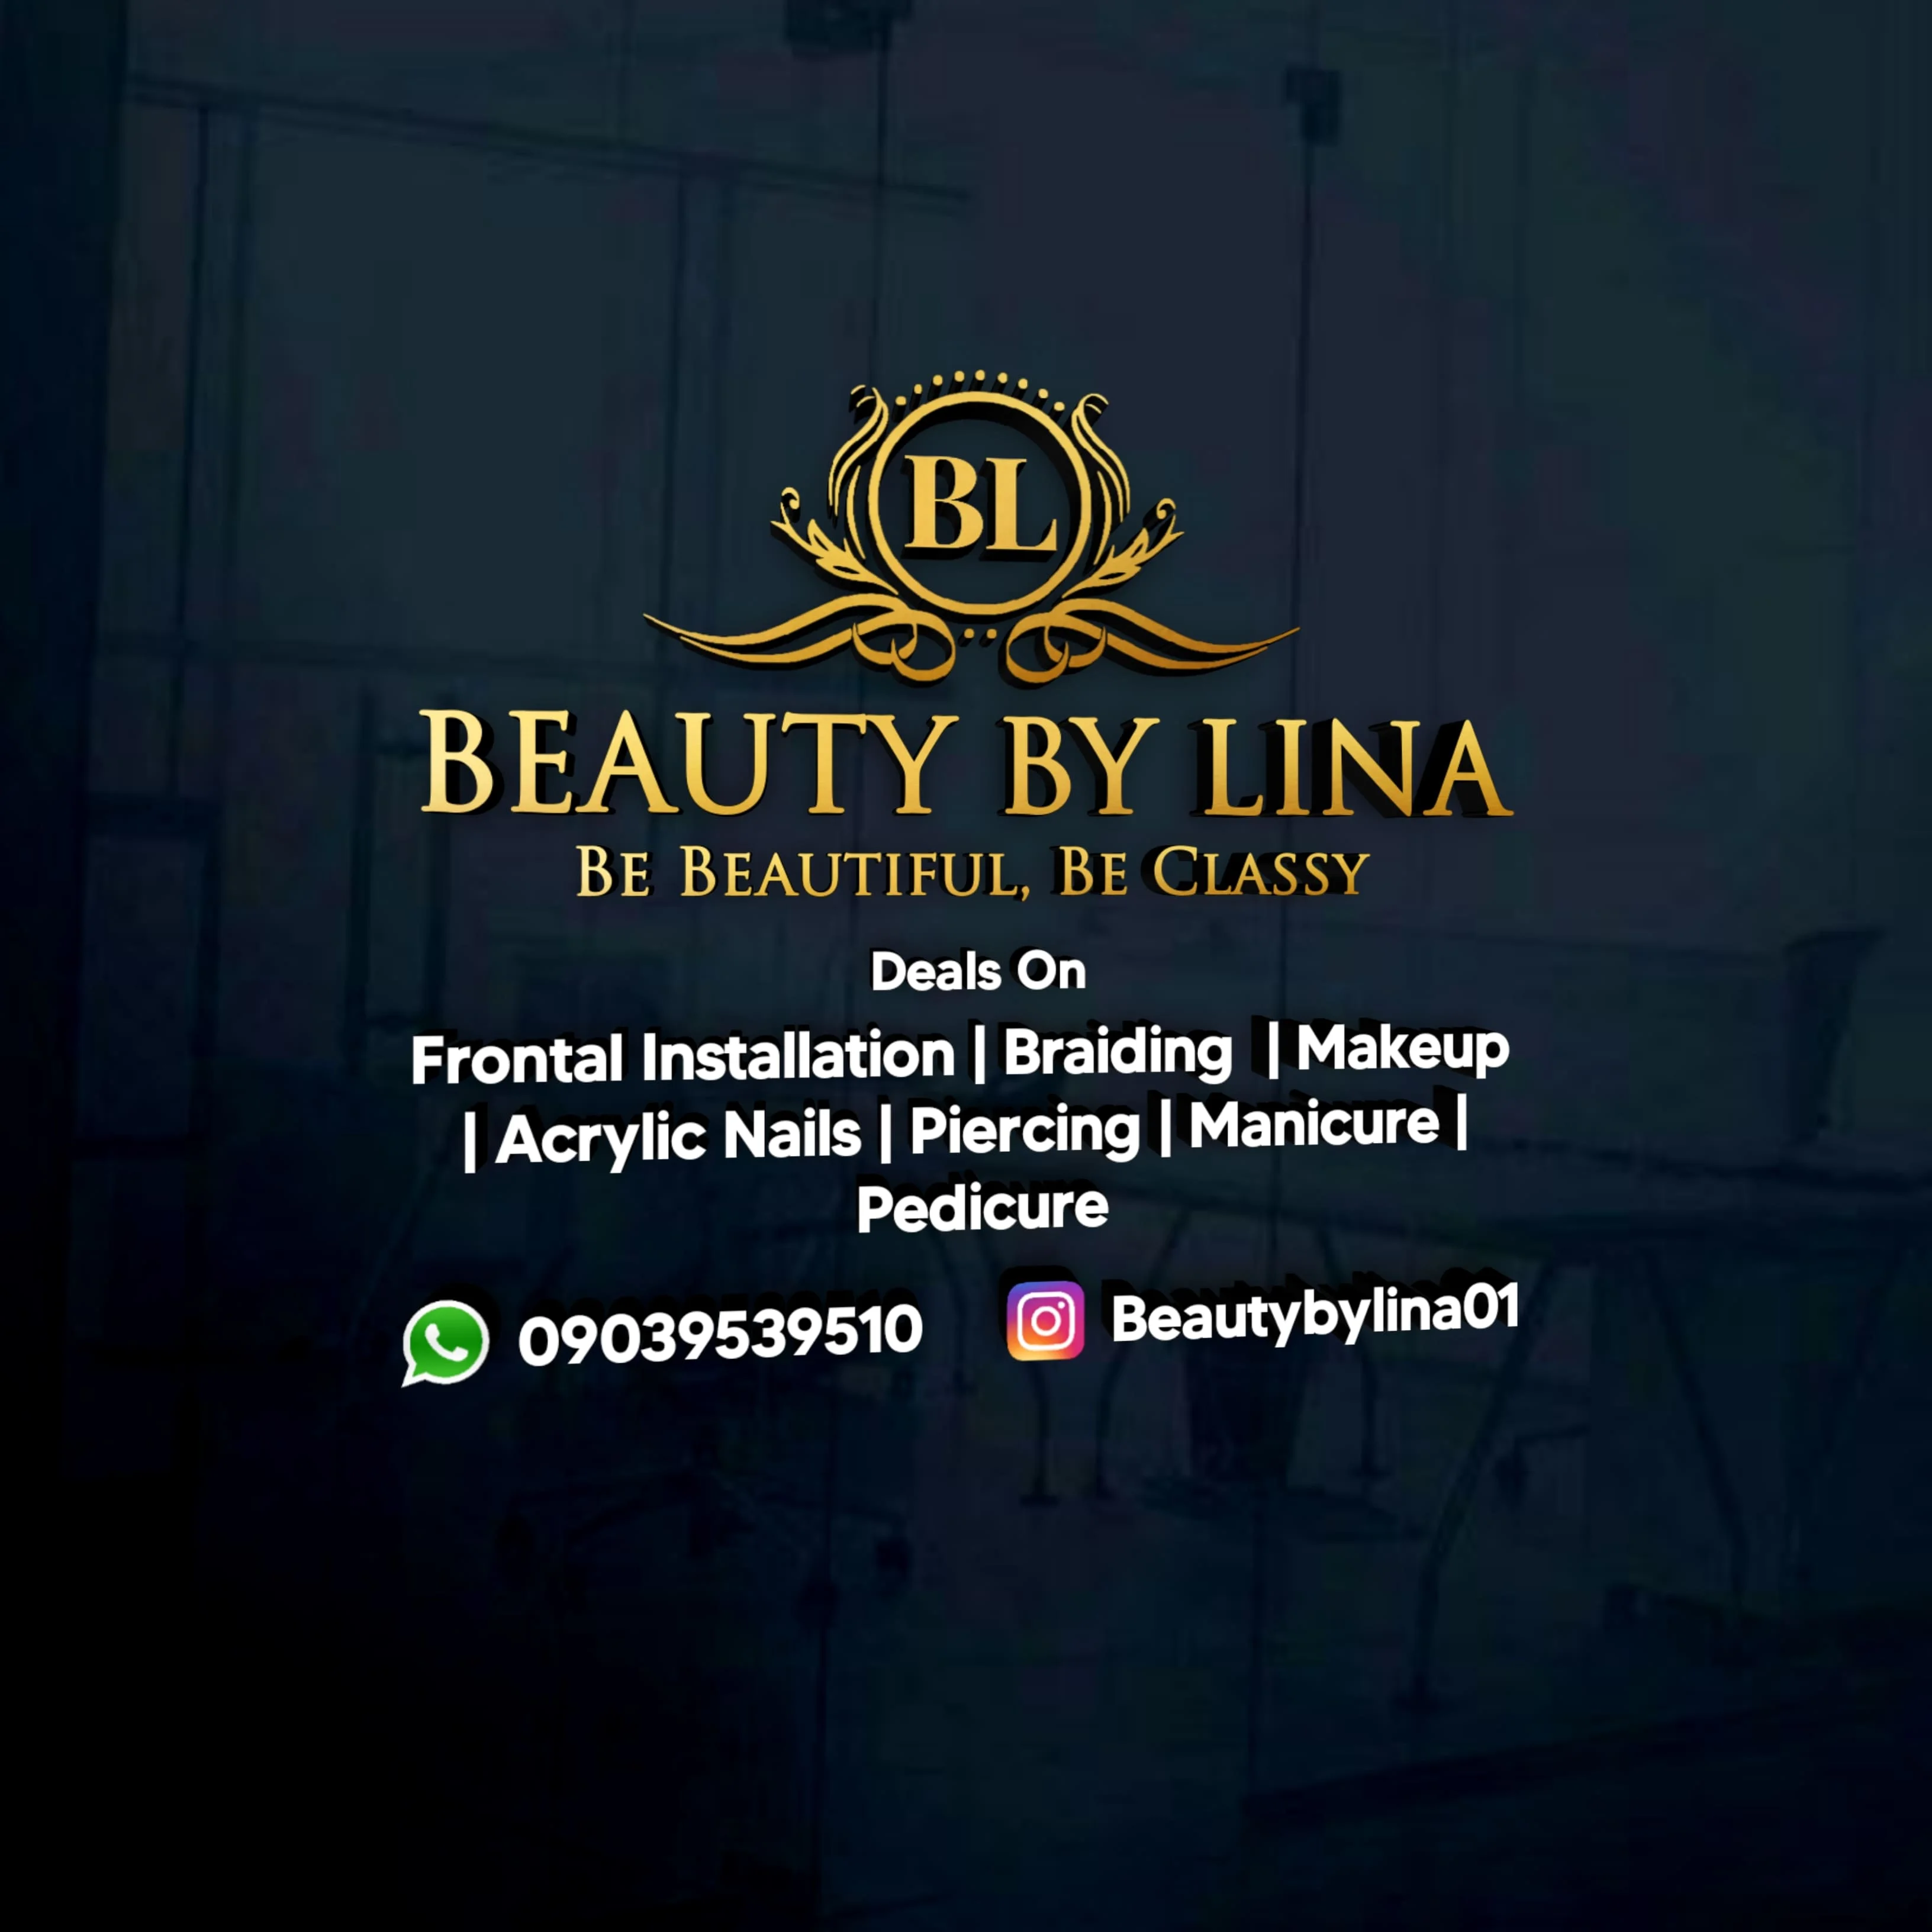 BL
BEAUTY BY LINA
BE BEAUTIFUL, BE CLASSY
Deals On
Frontal Installation | Braiding | Makeup
| Acrylic Nails | Piercing | Manicure |
Pedicure
09039539510 Beautybylina01